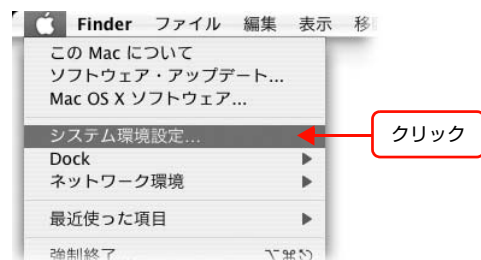 Finder ファイル 編集 表示
この Mac について
ソフトウェア・アップデート...
Mac OS X ソフトウェア...
システム環境設定...
クリック
Dock
ネットワーク環境
最近使った項目
強制終了